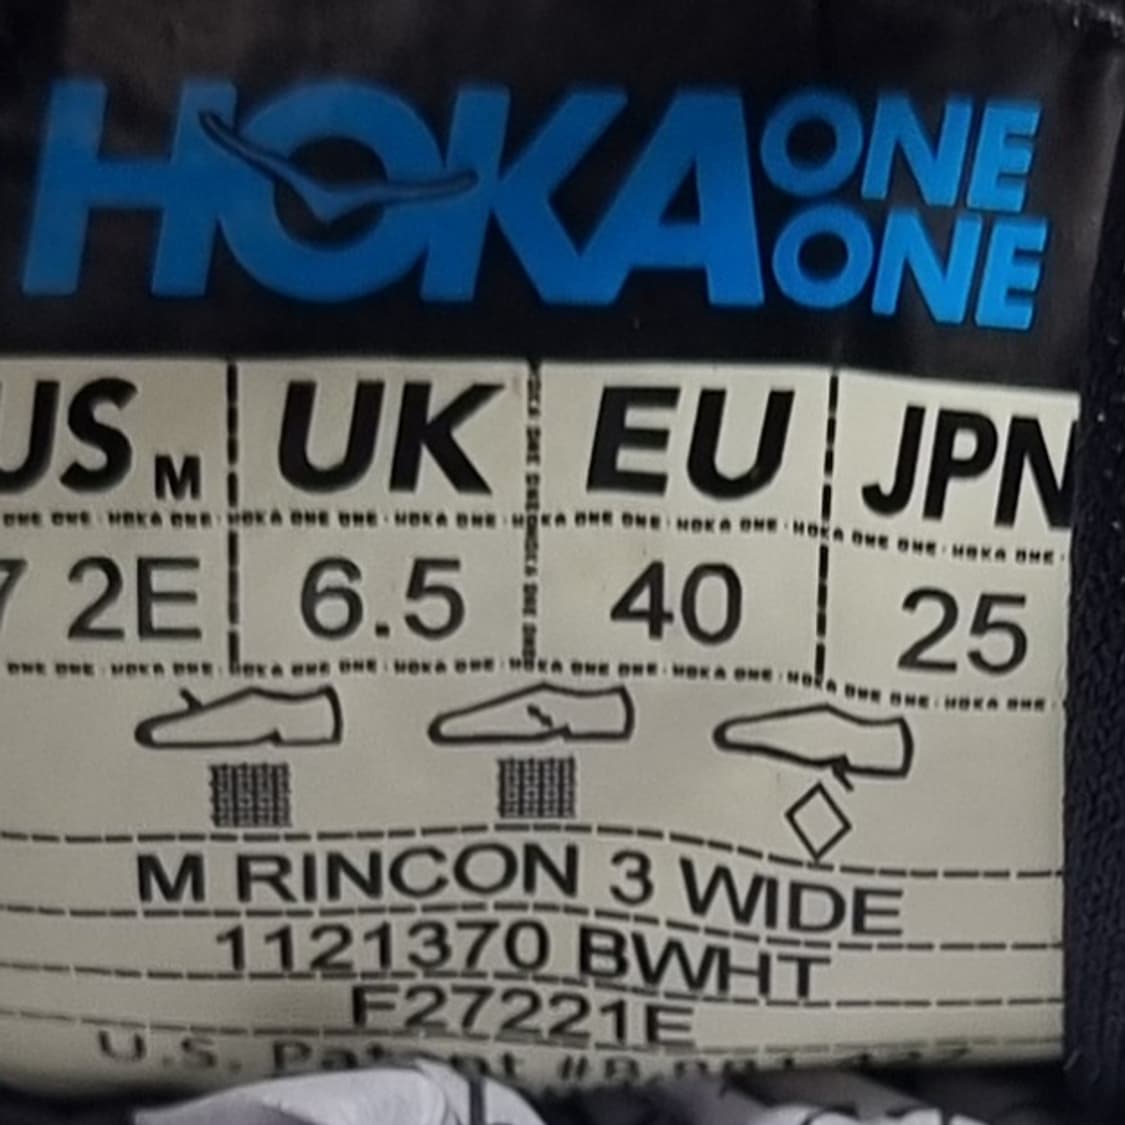 HOKA ONE ONE
US M UK EU JPN
7 2E 6.5 40 25
M RINCON 3 WIDE
1121370 BWHT
F27221E
U.S. Patent